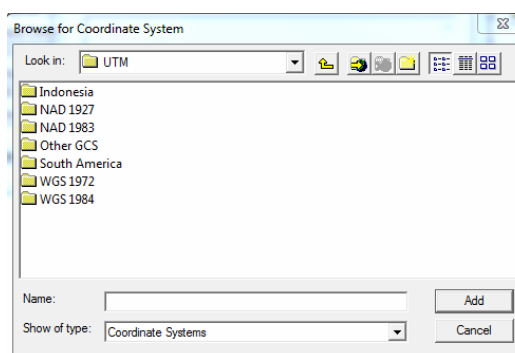 Browse for Coordinate System
Look in: UTM
Indonesia
NAD 1927
NAD 1983
Other GCS
South America
WGS 1972
WGS 1984
Name: Add
Show of type: Coordinate Systems Cancel